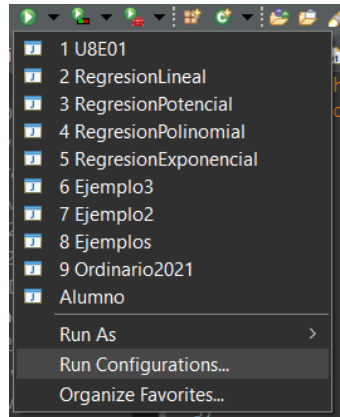 1 U8E01
2 RegresionLineal
3 RegresionPotencial
4 RegresionPolinomial
5 RegresionExponencial
6 Ejemplo3
7 Ejemplo2
8 Ejemplos
9 Ordinario2021
Alumno
Run As
Run Configurations...
Organize Favorites...